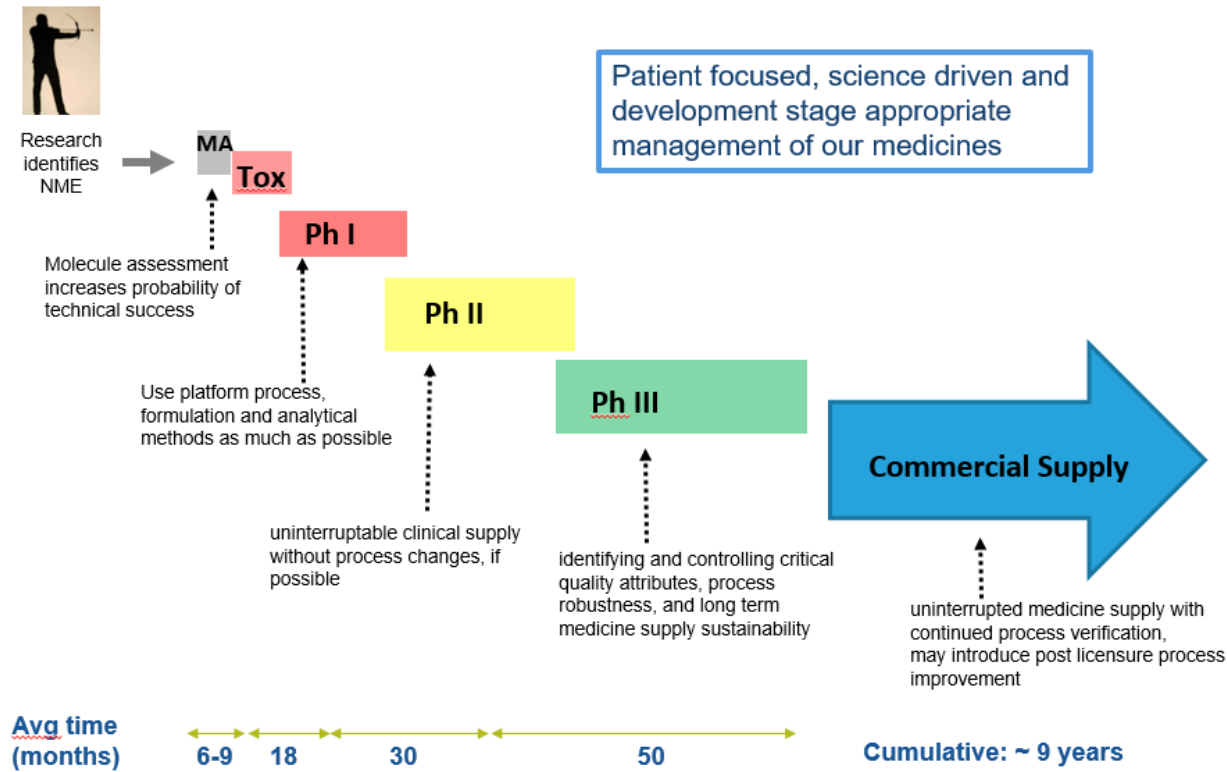 Patient focused, science driven and
development stage appropriate
management of our medicines
Research
identifies
NME
MA
Tox
Ph I
Molecule assessment
increases probability of
technical success
Ph II
Use platform process,
formulation and analytical
methods as much as possible
Ph III
Commercial Supply
uninterruptable clinical supply
without process changes, if
possible
identifying and controlling critical
quality attributes, process
robustness, and long term
medicine supply sustainability
uninterrupted medicine supply with
continued process verification,
may introduce post licensure process
improvement
Avg time
(months)
6-9
18
30
50
Cumulative: ~ 9 years